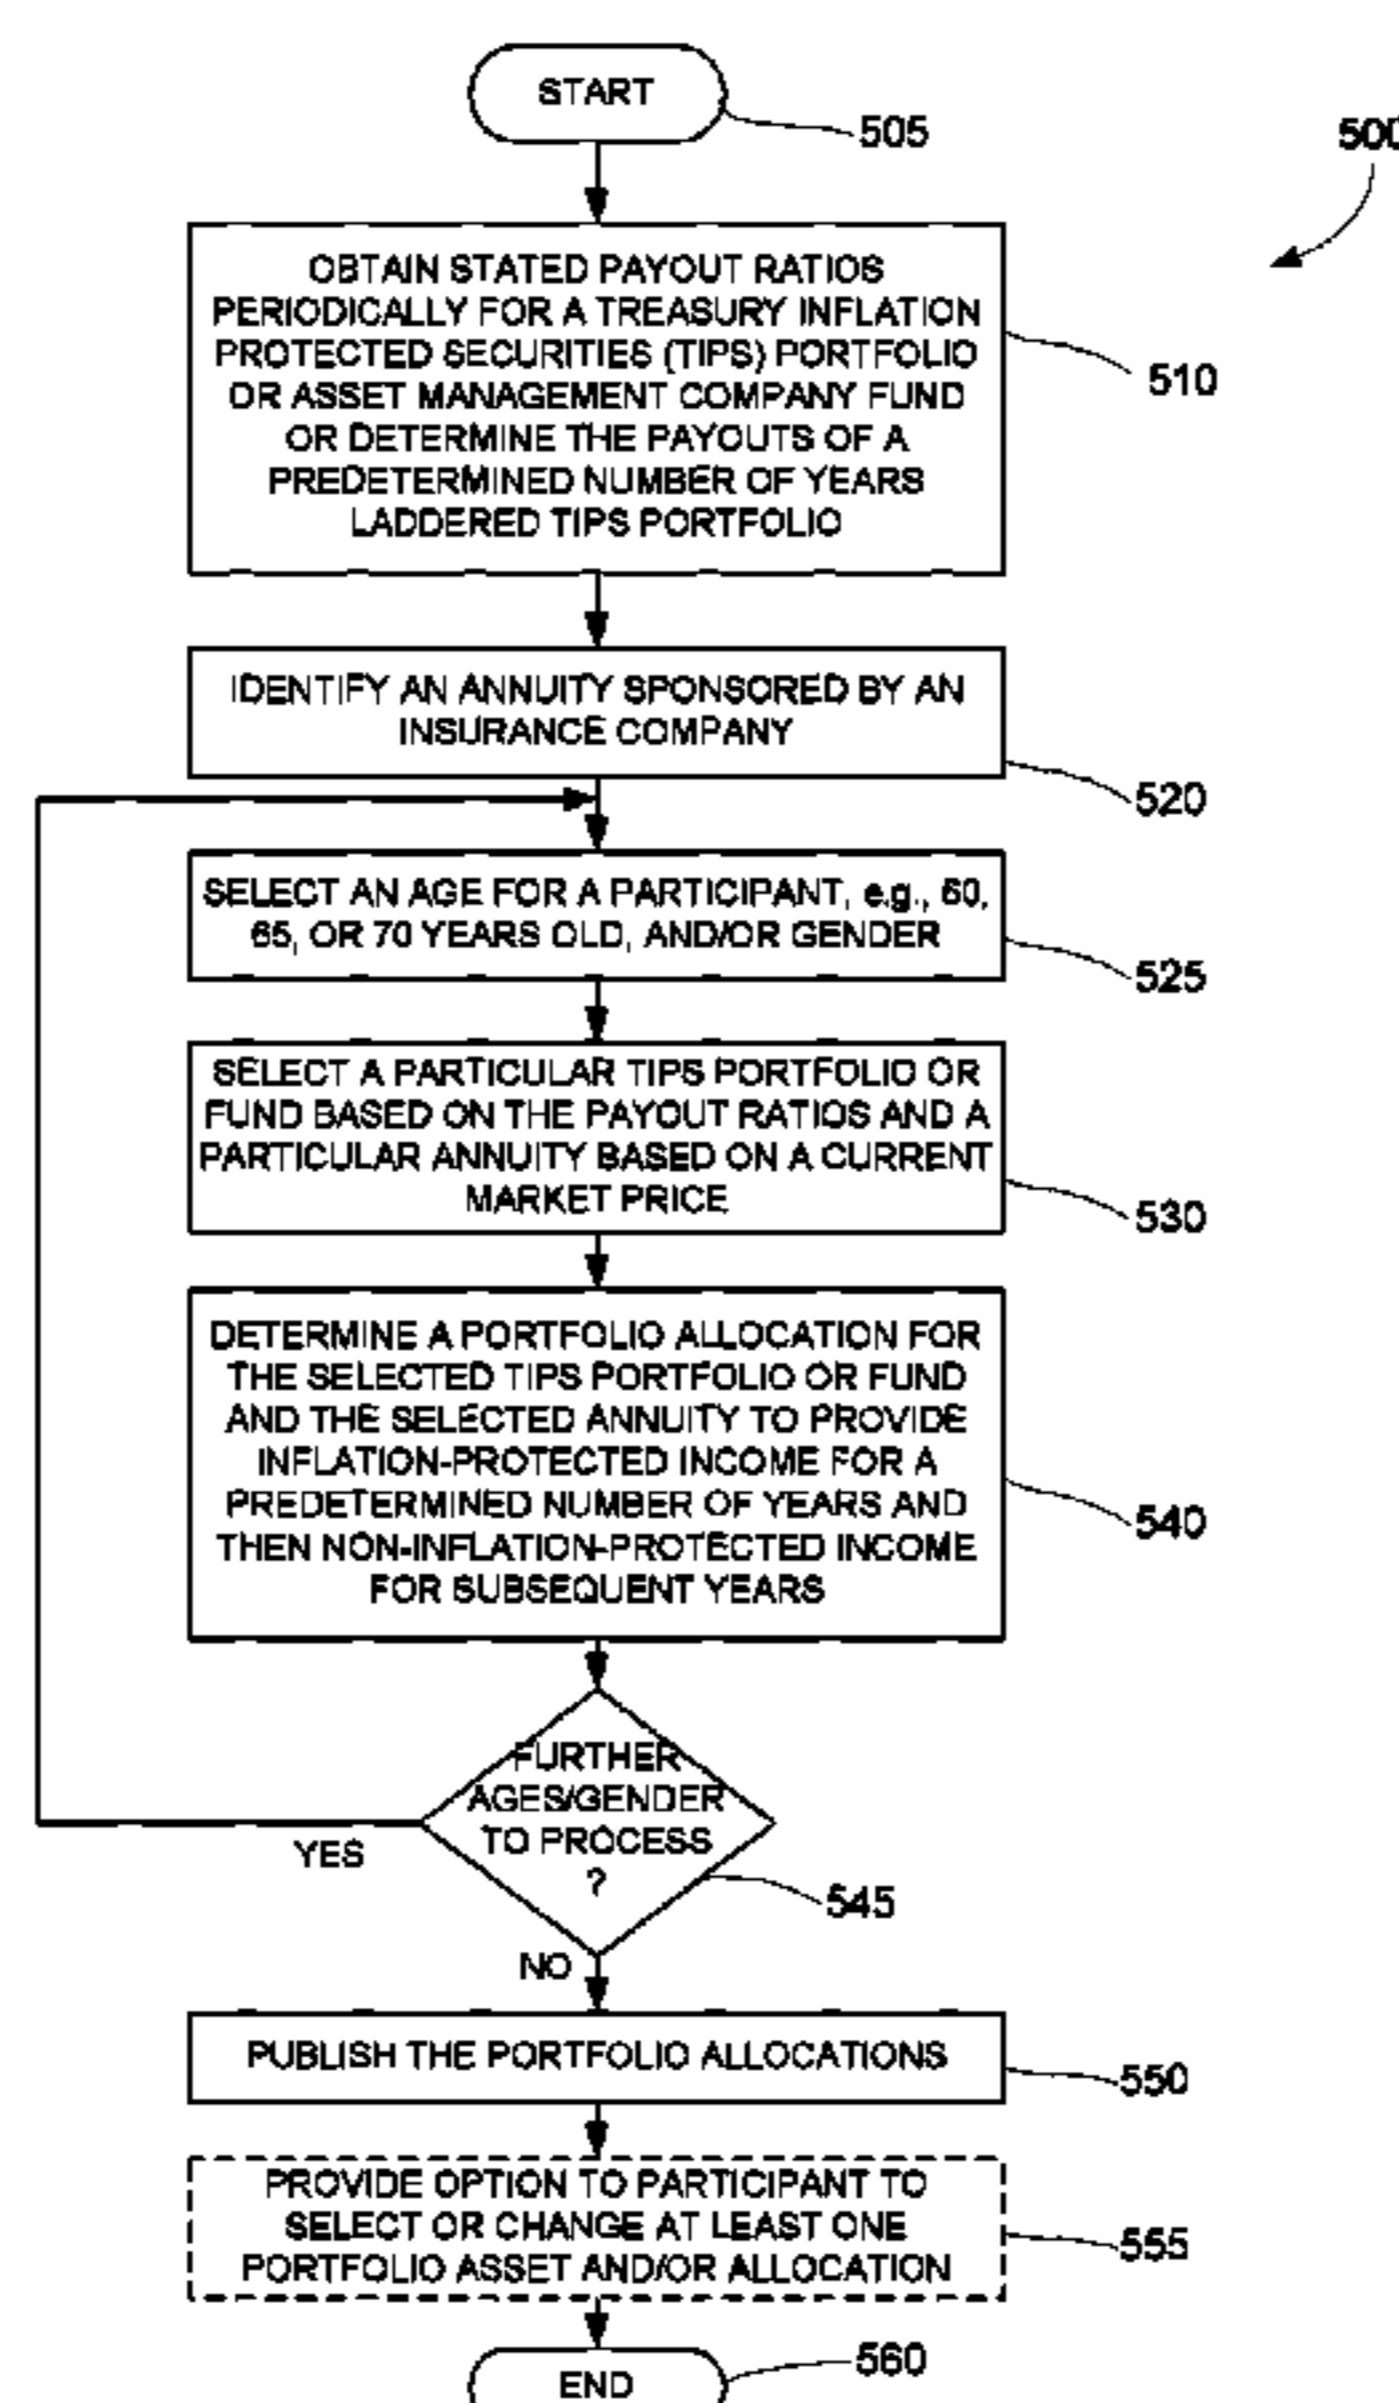 START
505
500
OBTAIN STATED PAYOUT RATIOS
PERIODICALLY FOR A TREASURY INFLATION
PROTECTED SECURITIES (TIPS) PORTFOLIO
OR ASSET MANAGEMENT COMPANY FUND
OR DETERMINE THE PAYOUTS OF A
PREDETERMINED NUMBER OF YEARS
LADDERED TIPS PORTFOLIO
510
IDENTIFY AN ANNUITY SPONSORED BY AN
INSURANCE COMPANY
520
SELECT AN AGE FOR A PARTICIPANT, e.g., 60,
65, OR 70 YEARS OLD, AND/OR GENDER
525
SELECT A PARTICULAR TIPS PORTFOLIO OR
FUND BASED ON THE PAYOUT RATIOS AND A
PARTICULAR ANNUITY BASED ON A CURRENT
MARKET PRICE
530
DETERMINE A PORTFOLIO ALLOCATION FOR
THE SELECTED TIPS PORTFOLIO OR FUND
AND THE SELECTED ANNUITY TO PROVIDE
INFLATION-PROTECTED INCOME FOR A
PREDETERMINED NUMBER OF YEARS AND
THEN NON-INFLATION-PROTECTED INCOME
FOR SUBSEQUENT YEARS
540
FURTHER
AGES/GENDER
TO PROCESS
?
YES
545
NO
PUBLISH THE PORTFOLIO ALLOCATIONS
550
PROVIDE OPTION TO PARTICIPANT TO
SELECT OR CHANGE AT LEAST ONE
PORTFOLIO ASSET AND/OR ALLOCATION
555
END
560